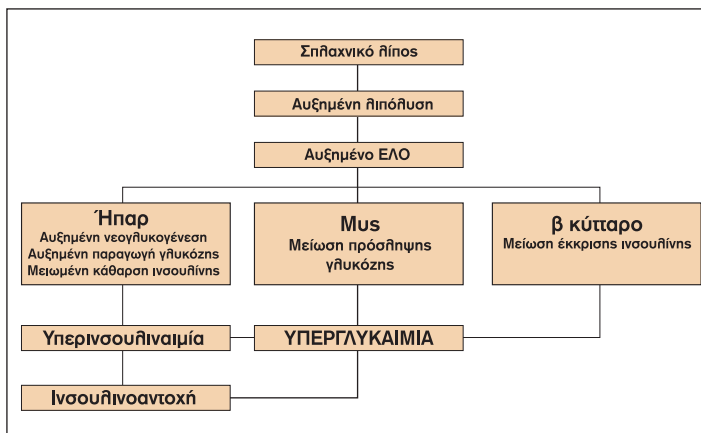 Σπλαχνικό λίπος
Αυξημένη λιπόλυση
Αυξημένο ΕΛΟ
Ήπαρ
Αυξημένη νεογλυκογένεση
Αυξημένη παραγωγή γλυκόζης
Μειωμένη κάθαρση ινσουλίνης
Μυς
Μείωση πρόσληψης
γλυκόζης
β κύτταρο
Μείωση έκκρισης ινσουλίνης
Υπερινσουλιναιμία
ΥΠΕΡΓΛΥΚΑΙΜΙΑ
Ινσουλινοαντοχή